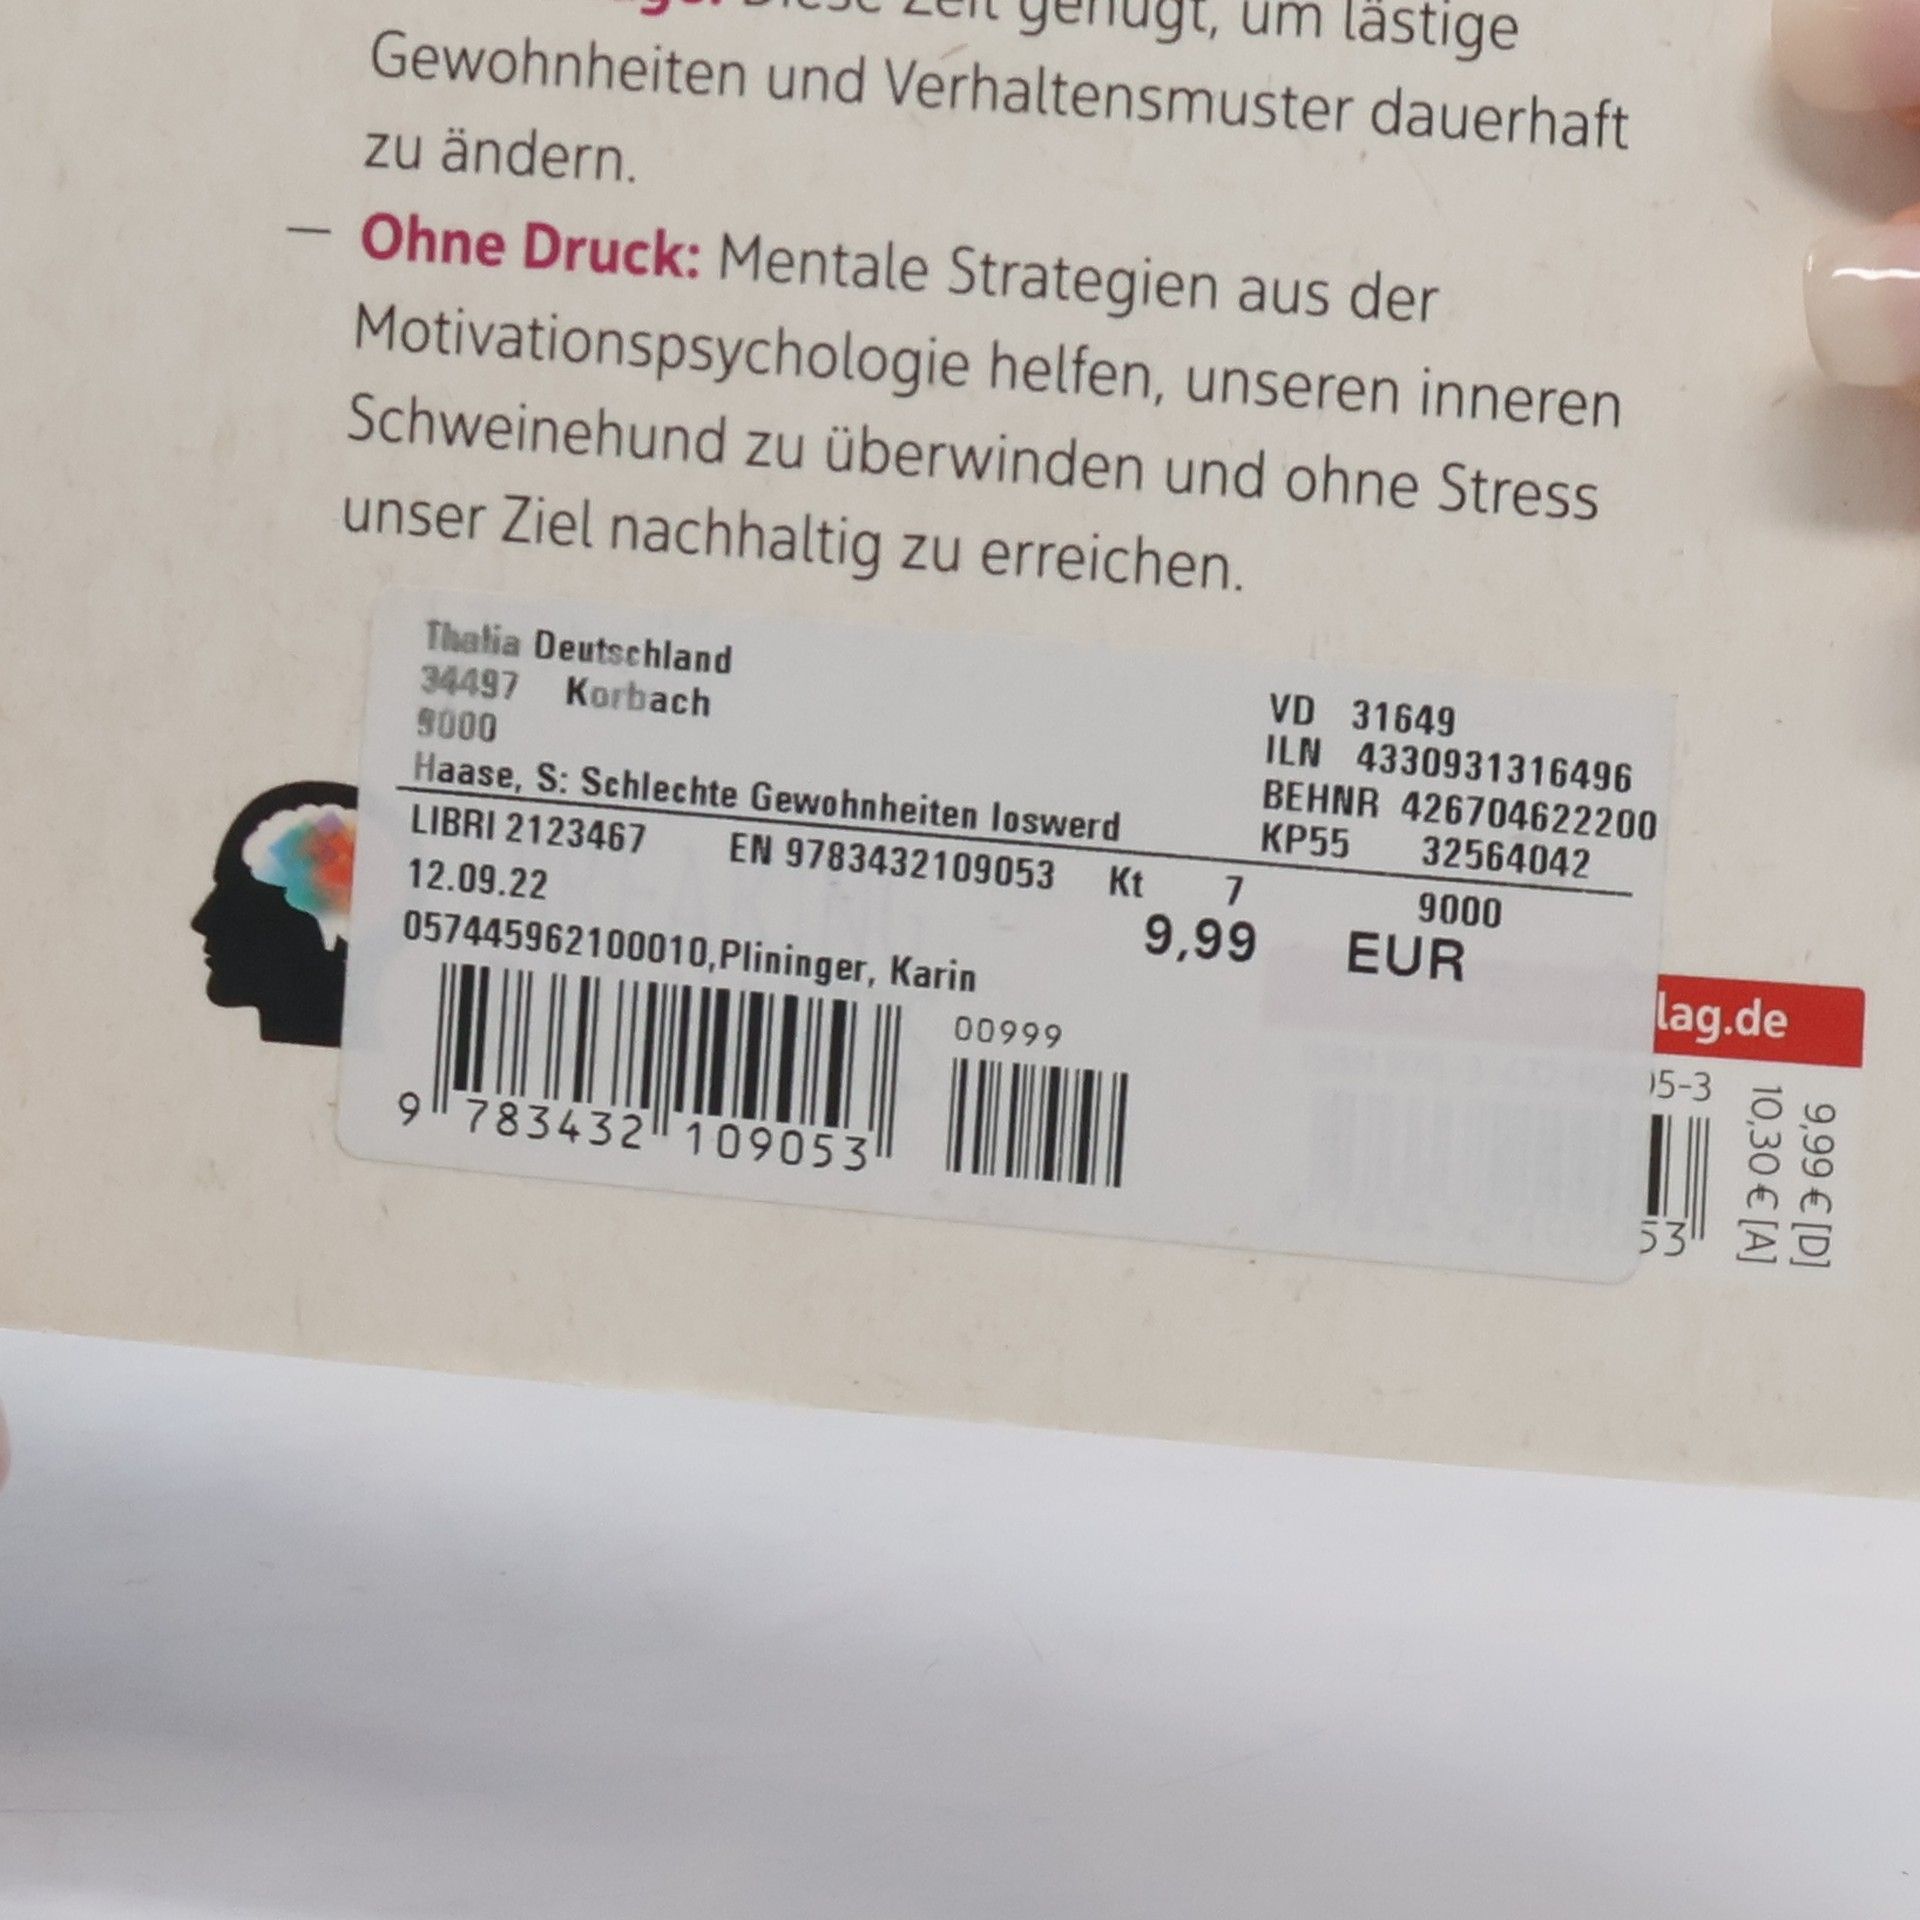 Diese Zeit genügt, um lästige
Gewohnheiten und Verhaltensmuster dauerhaft
zu ändern.
— Ohne Druck: Mentale Strategien aus der
Motivationspsychologie helfen, unseren inneren
Schweinehund zu überwinden und ohne Stress
unser Ziel nachhaltig zu erreichen.
Thalia Deutschland
34497 Korbach
9000
Haase, S: Schlechte Gewohnheiten loswerd
VD 31649
ILN 4330931316496
BEHNR 426704622200
KP55 32564042
LIBRI 2123467 EN 9783432109053 Kt 7 9000
12.09.22 9,99 EUR
057445962100010,Plininger, Karin
00999
9 783432 109053
lag.de
5-3
53
9,99 € [D]
10,30 € [A]